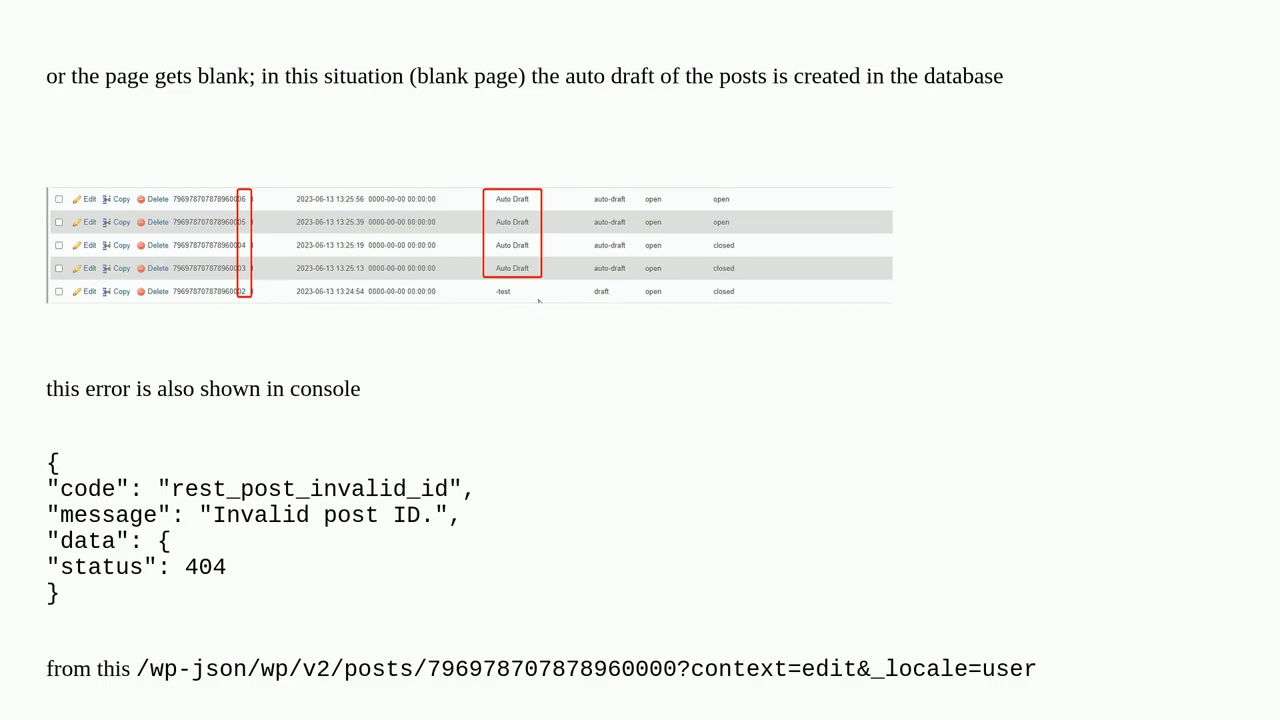 or the page gets blank; in this situation (blank page) the auto draft of the posts is created in the database
Edit Copy Delete 796978707878960006 2023-06-13 13:25:56 0000-00-00 00:00:00 Auto Draft auto-draft open open
Edit Copy Delete 796978707878960005 2023-06-13 13:25:39 0000-00-00 00:00:00 Auto Draft auto-draft open open
Edit Copy Delete 796978707878960004 2023-06-13 13:25:19 0000-00-00 00:00:00 Auto Draft auto-draft open closed
Edit Copy Delete 796978707878960003 2023-06-13 13:25:13 0000-00-00 00:00:00 Auto Draft auto-draft open closed
Edit Copy Delete 796978707878960002 2023-06-13 13:24:54 0000-00-00 00:00:00 -test draft open closed
this error is also shown in console
{
"code": "rest_post_invalid_id",
"message": "Invalid post ID.",
"data": {
"status": 404
}
from this /wp-json/wp/v2/posts/796978707878960000?context=edit&_locale=user